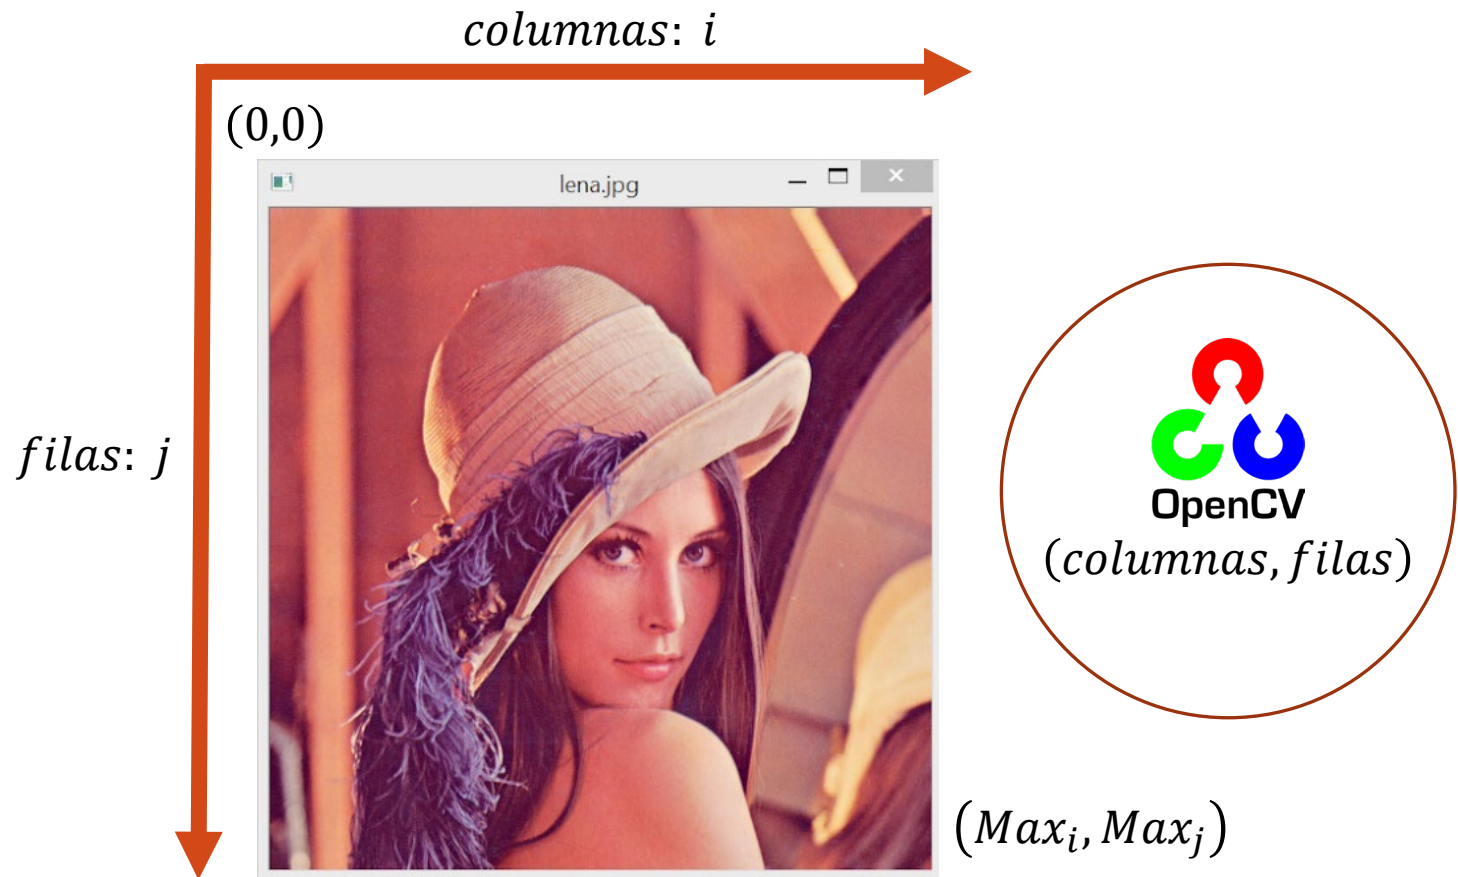 columnas: i
(0,0)
lena.jpg
filas: j
OpenCV
(columnas, filas)
(Max_i, Max_j)